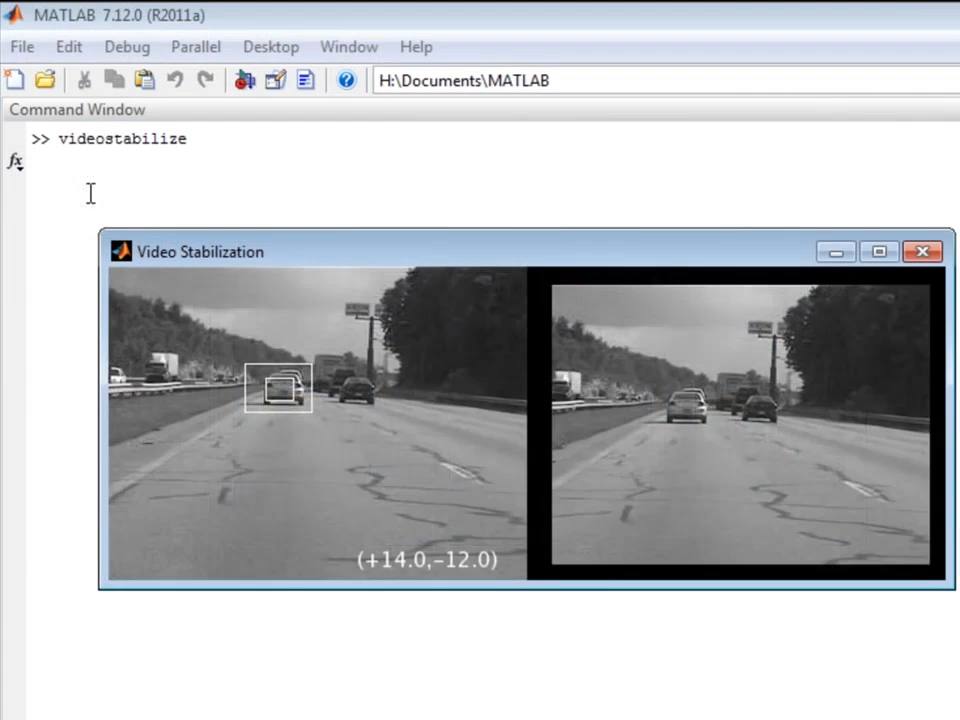 MATLAB 7.12.0 (R2011a)
File Edit Debug Parallel Desktop Window Help
H:\Documents\MATLAB
Command Window
>> videostabilize
fx
Video Stabilization
(+14.0,-12.0)